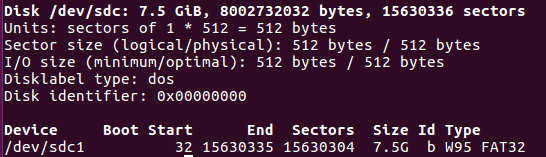 Disk /dev/sdc: 7.5 GiB, 8002732032 bytes, 15630336 sectors
Units: sectors of 1 * 512 = 512 bytes
Sector size (logical/physical): 512 bytes / 512 bytes
I/O size (minimum/optimal): 512 bytes / 512 bytes
Disklabel type: dos
Disk identifier: 0x00000000

Device     Boot Start      End  Sectors  Size Id Type
/dev/sdc1          32 15630335 15630304  7.5G  b W95 FAT32